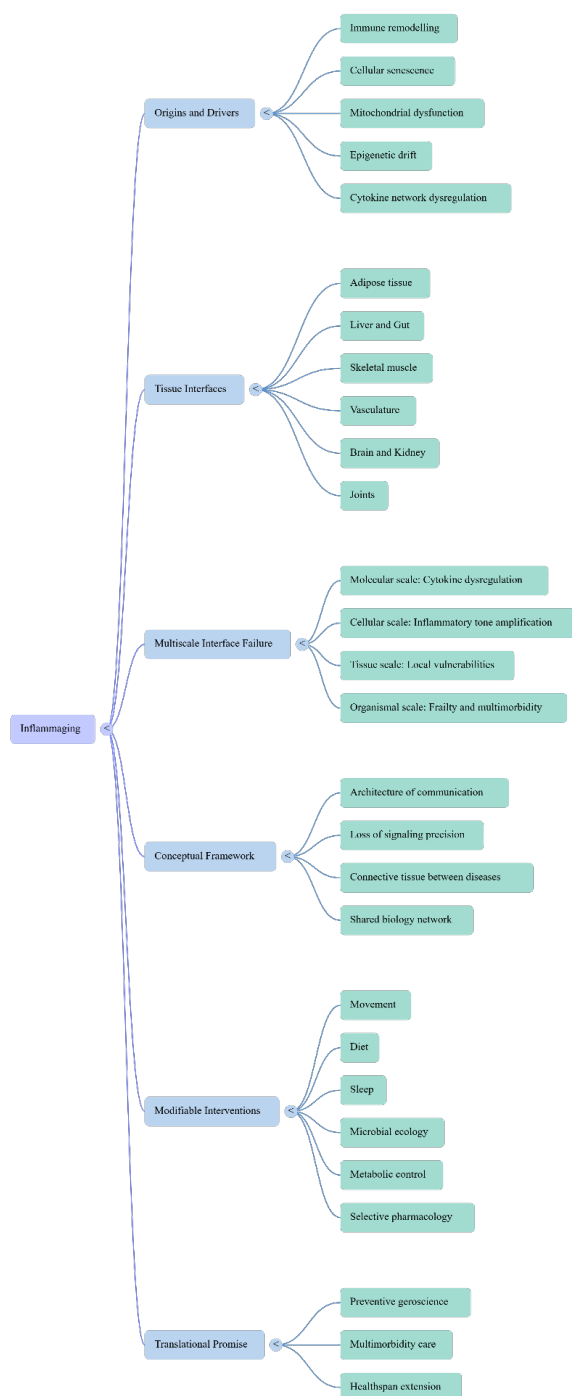 Inflammaging
Origins and Drivers
Immune remodelling
Cellular senescence
Mitochondrial dysfunction
Epigenetic drift
Cytokine network dysregulation
Tissue Interfaces
Adipose tissue
Liver and Gut
Skeletal muscle
Vasculature
Brain and Kidney
Joints
Multiscale Interface Failure
Molecular scale: Cytokine dysregulation
Cellular scale: Inflammatory tone amplification
Tissue scale: Local vulnerabilities
Organismal scale: Frailty and multimorbidity
Conceptual Framework
Architecture of communication
Loss of signaling precision
Connective tissue between diseases
Shared biology network
Modifiable Interventions
Movement
Diet
Sleep
Microbial ecology
Metabolic control
Selective pharmacology
Translational Promise
Preventive geroscience
Multimorbidity care
Healthspan extension